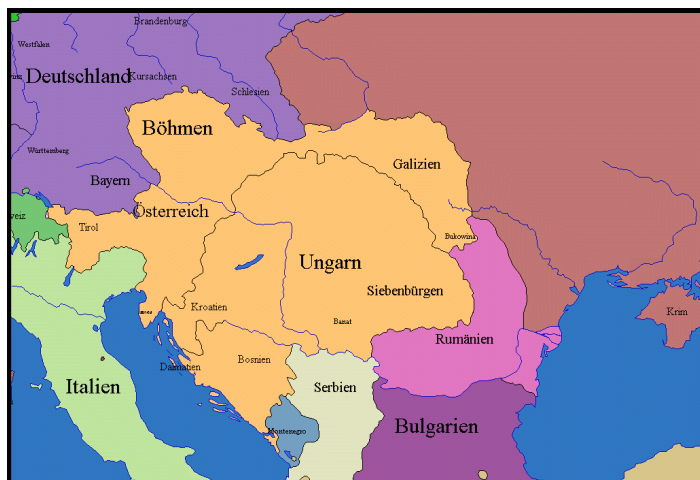 Brandenburg
Westfalen
Deutschland
Kursachsen
Schlesien
Böhmen
Württemberg
Galizien
Bayern
Österreich
weiz
Tirol
Bukowina
Ungarn
Siebenbürgen
Kroatien
Banat
Krim
Rumänien
Dalmatien
Bosnien
Italien
Serbien
Bulgarien
Montenegro